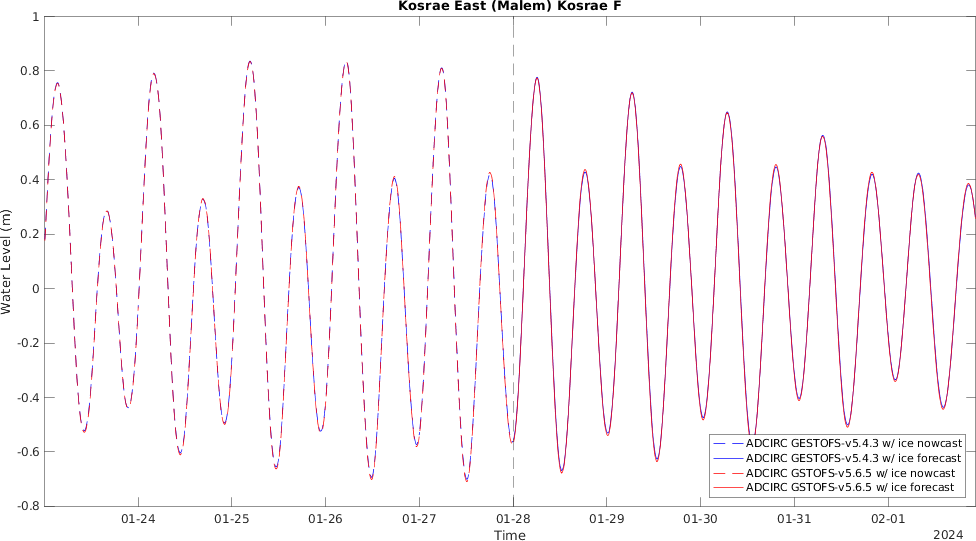 Kosrae East (Malem) Kosrae F
Water Level (m)
1
0.8
0.6
0.4
0.2
0
-0.2
-0.4
-0.6
-0.8
ADCIRC GESTOFS-v5.4.3 w/ ice nowcast
ADCIRC GESTOFS-v5.4.3 w/ ice forecast
ADCIRC GSTOFS-v5.6.5 w/ ice nowcast
ADCIRC GSTOFS-v5.6.5 w/ ice forecast
01-24 01-25 01-26 01-27 01-28 01-29 01-30 01-31 02-01
Time
2024